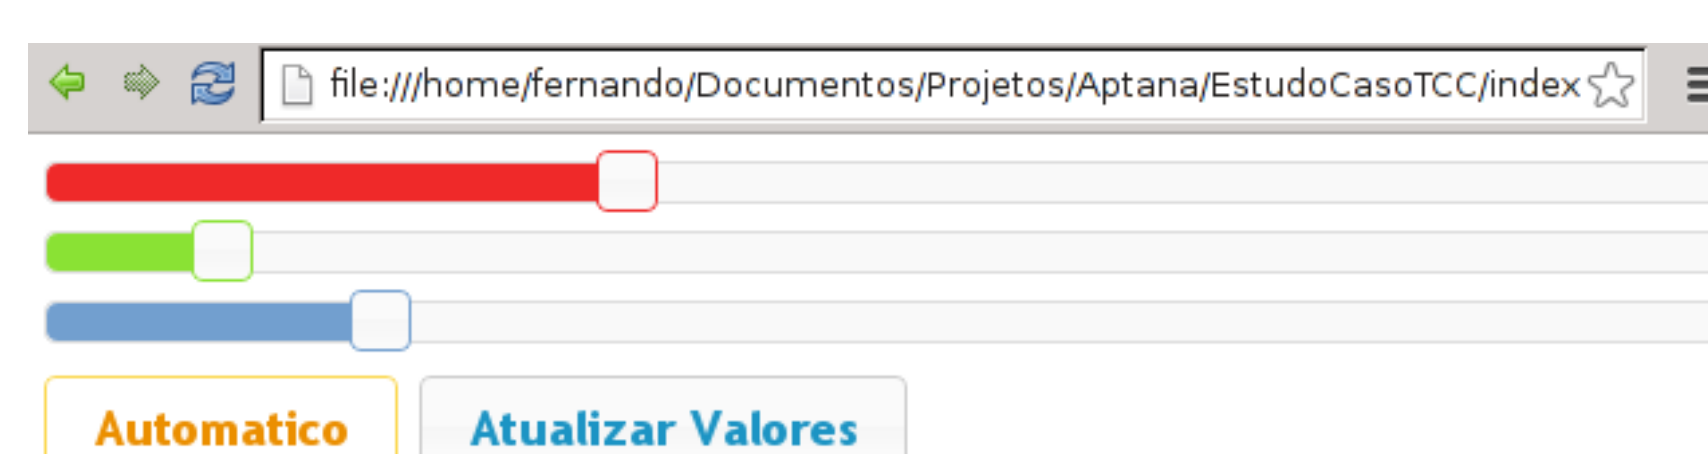 file:///home/fernando/Documentos/Projetos/Aptana/EstudoCasoTCC/index
Automatico Atualizar Valores